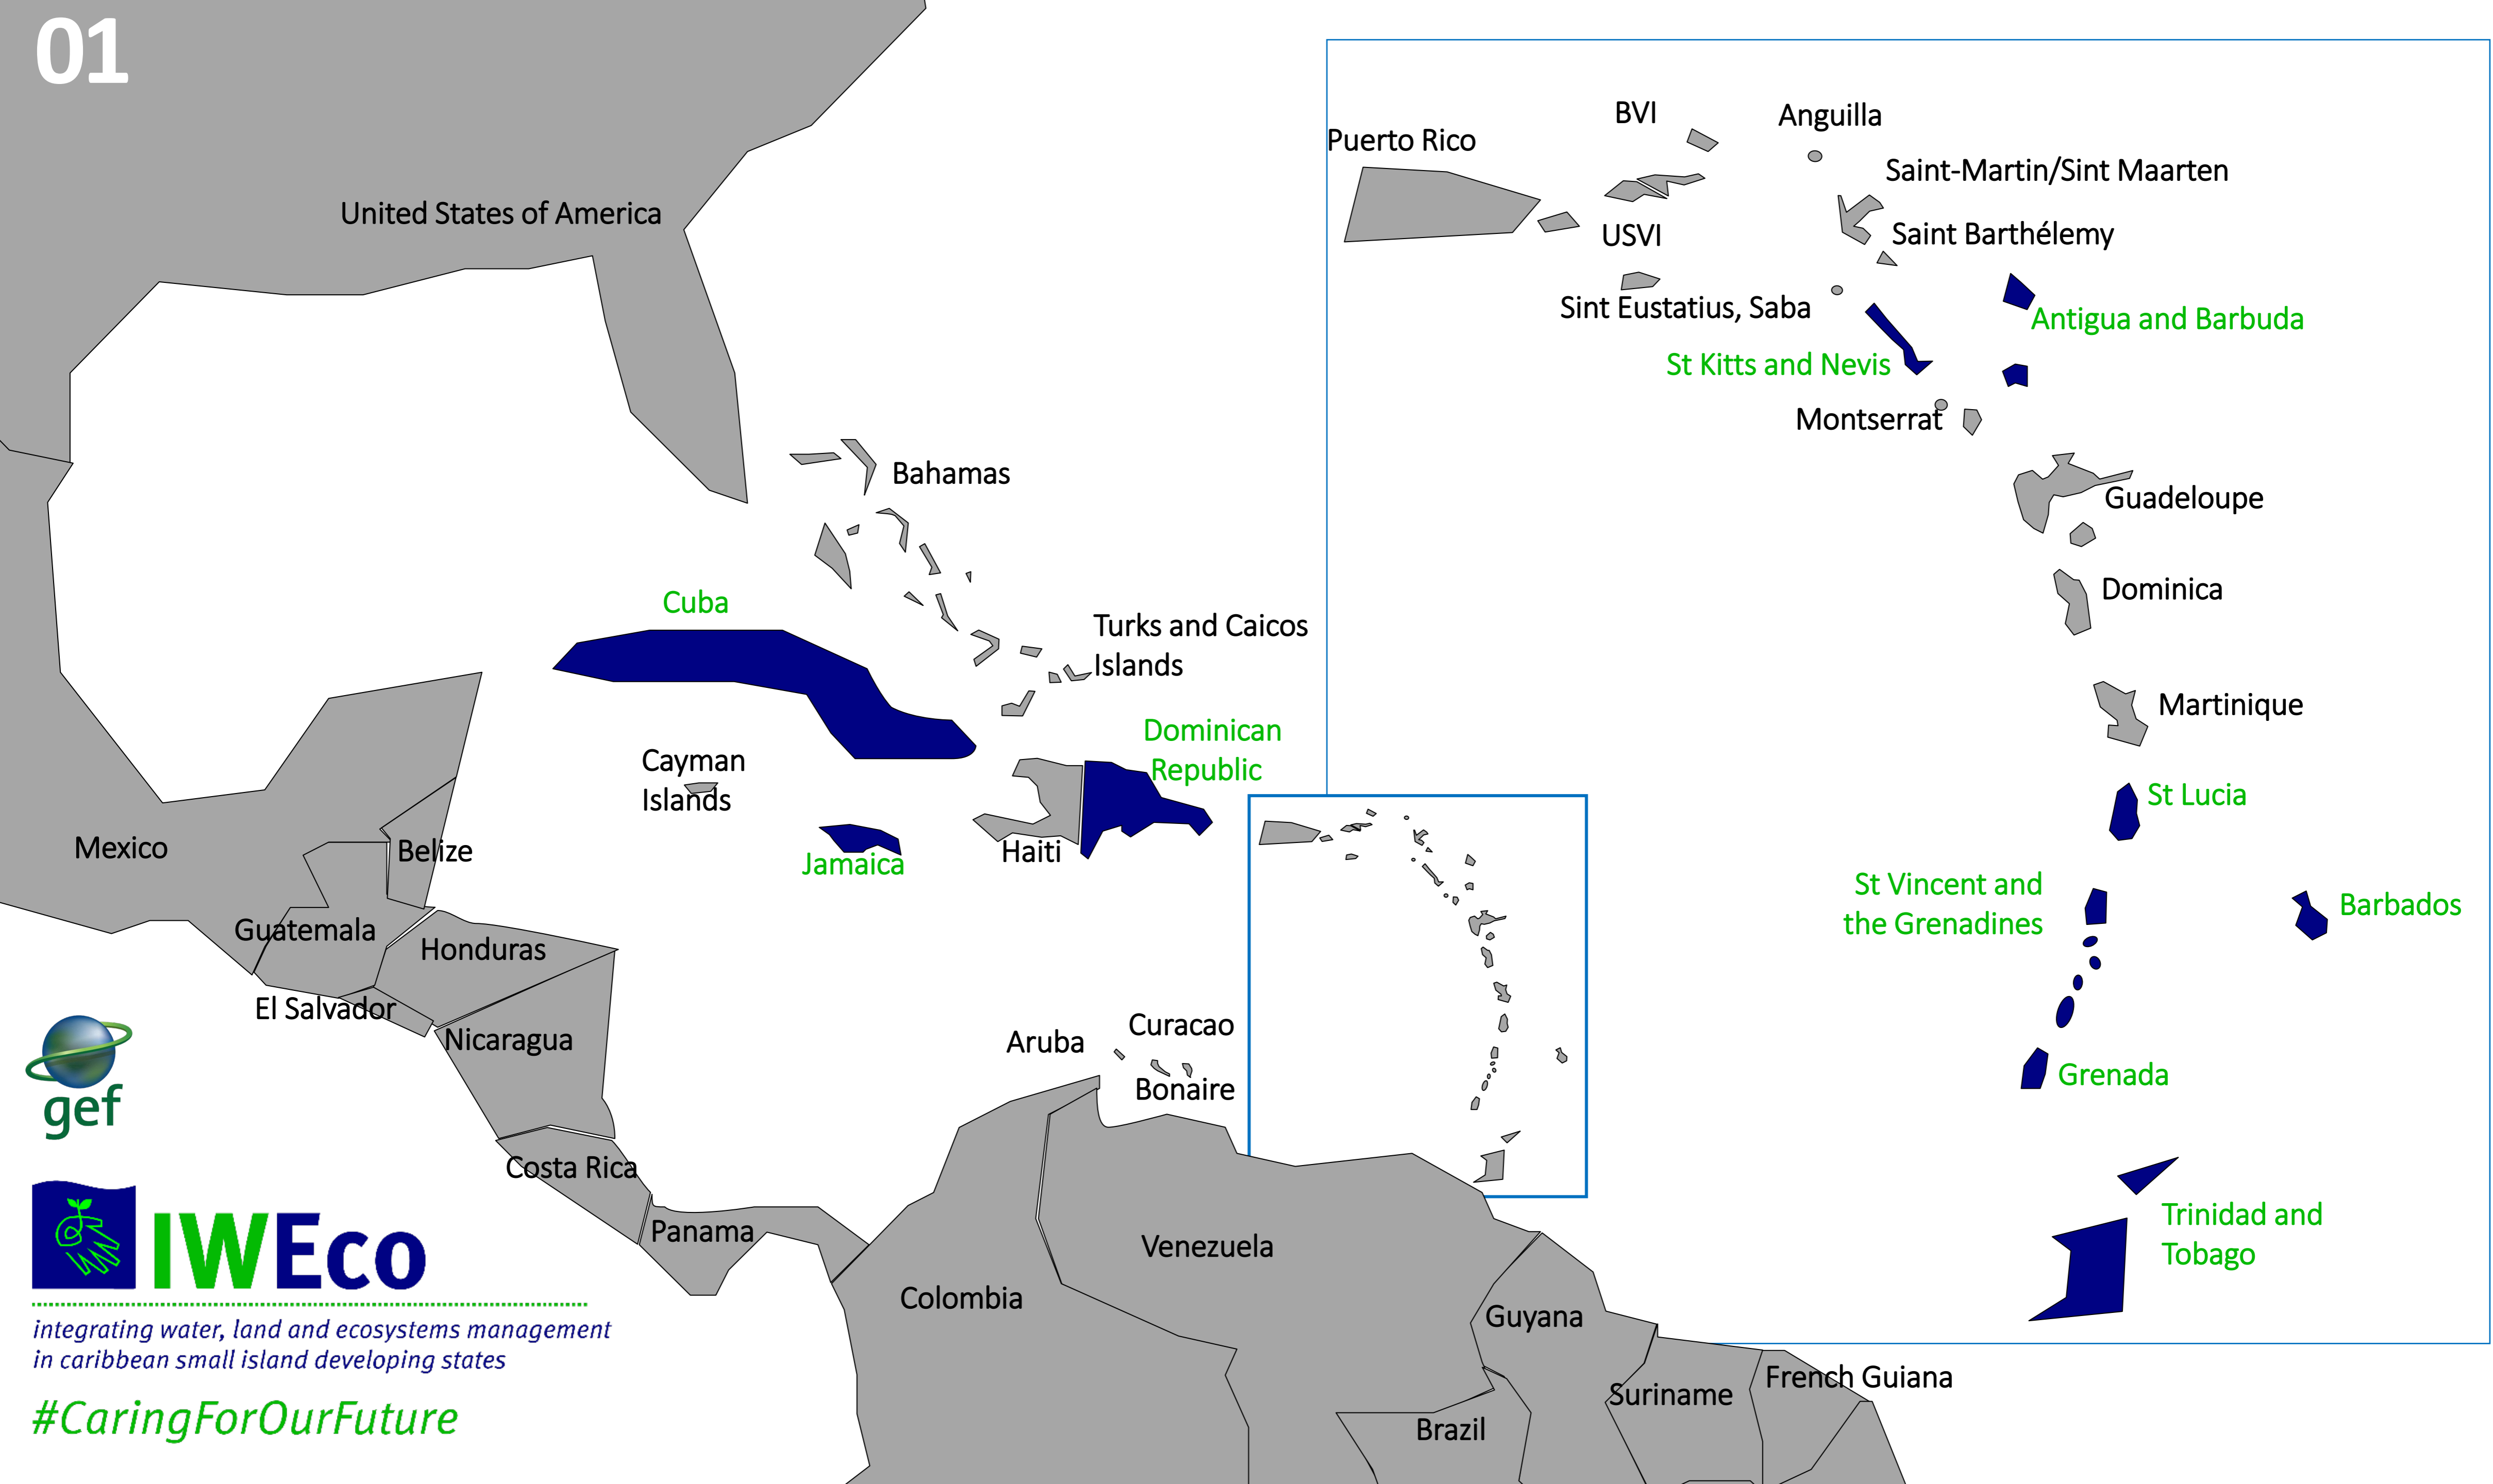 01
United States of America
Bahamas
Cuba
Turks and Caicos
Islands
Cayman
Islands
Dominican
Republic
Jamaica
Haiti
Mexico
Belize
Guatemala
Honduras
El Salvador
Nicaragua
Costa Rica
Panama
Aruba
Curacao
Bonaire
Colombia
Venezuela
Guyana
Suriname
French Guiana
Brazil
Puerto Rico
BVI
Anguilla
Saint-Martin/Sint Maarten
USVI
Saint Barthélemy
Sint Eustatius, Saba
Antigua and Barbuda
St Kitts and Nevis
Montserrat
Guadeloupe
Dominica
Martinique
St Lucia
St Vincent and
the Grenadines
Barbados
Grenada
Trinidad and
Tobago
gef
IWEco
integrating water, land and ecosystems management
in caribbean small island developing states
#CaringForOurFuture